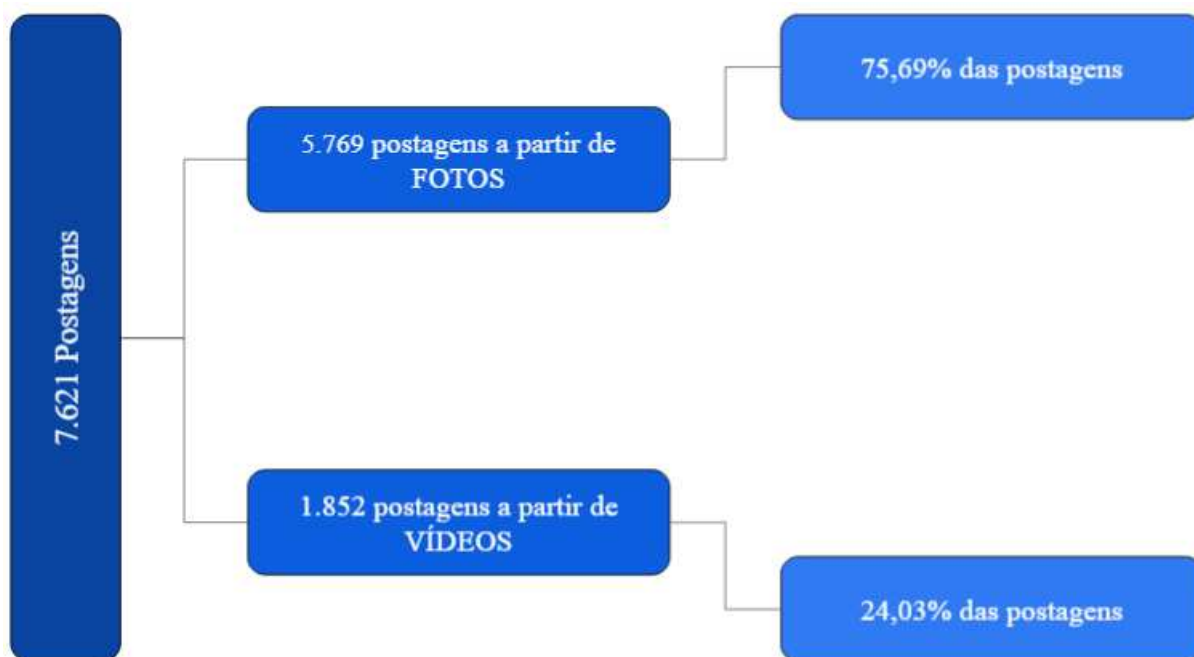 7.621 Postagens
5.769 postagens a partir de
FOTOS
75,69% das postagens
1.852 postagens a partir de
VÍDEOS
24,03% das postagens